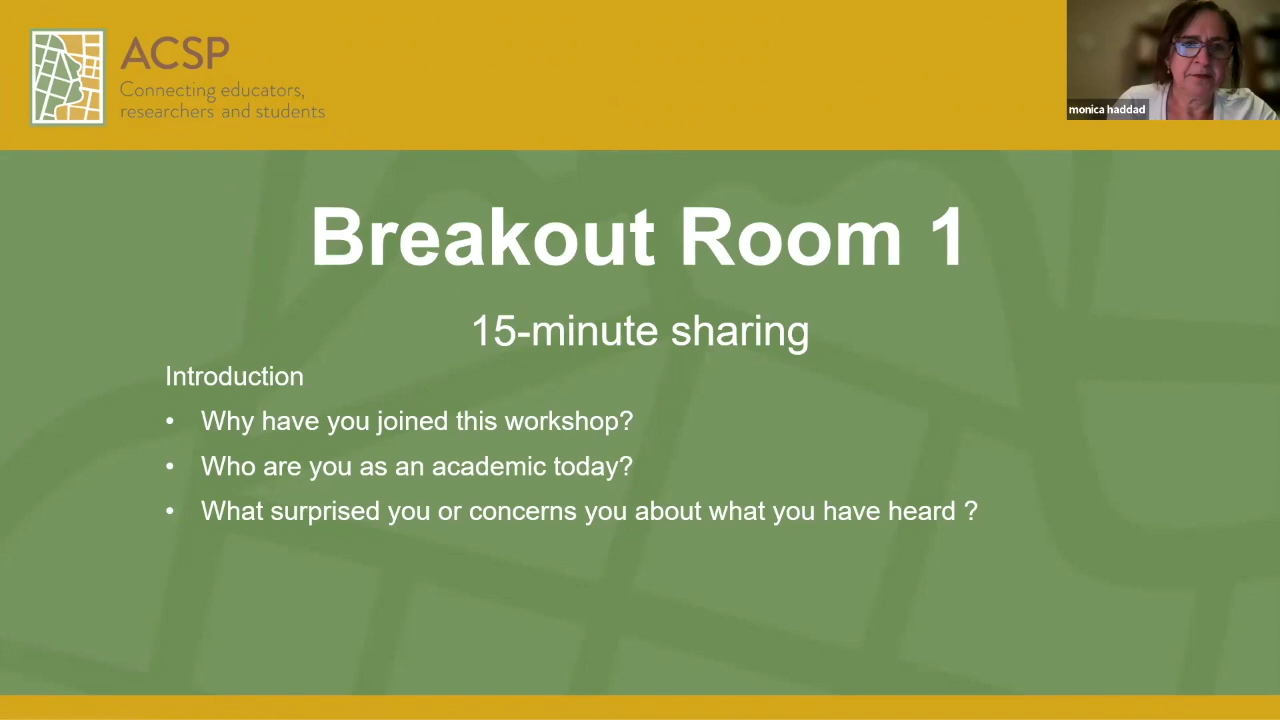 ACSP
Connecting educators,
researchers and students
monica haddad
Breakout Room 1
15-minute sharing
Introduction
• Why have you joined this workshop?
• Who are you as an academic today?
• What surprised you or concerns you about what you have heard ?